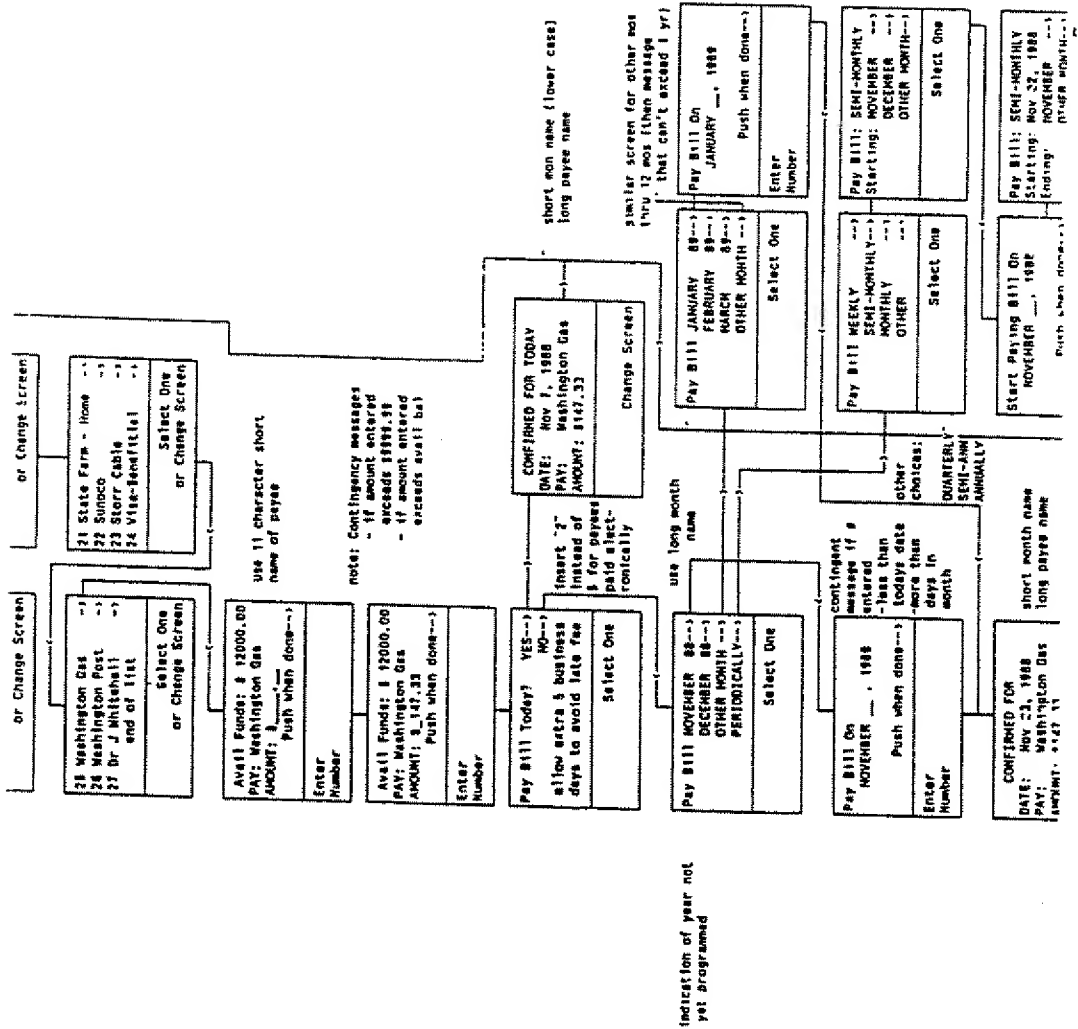 or Change Screen
or Change Screen
25 Washington Gas -->
26 Washington Post -->
27 Dr J Whitehall -->
end of list
Select One
or Change Screen
21 State Farm - Home -->
22 Sunoco -->
23 Storr Cable -->
24 Visa-Beneficial -->
Select One
or Change Screen
Avail Funds: $ 12000.00
PAY: Washington Gas
AMOUNT: $_,___.__
Push when done-->
Enter
Number
use 11 character short
name of payee
Avail Funds: $ 12000.00
PAY: Washington Gas
AMOUNT: $_147.33
Push when done-->
Enter
Number
note: Contingency messages
- if amount entered
exceeds $9999.99
- if amount entered
exceeds avail bal
Pay Bill Today? YES-->
NO-->
allow extra 5 business
days to avoid late fee
Select One
insert "2"
instead of
5 for payees
paid elect-
ronically
CONFIRMED FOR TODAY
DATE: Nov 7, 1988
PAY: Washington Gas
AMOUNT: $147.33
Change Screen
short mon name (lower case)
long payee name
indication of year not
yet programmed
Pay Bill NOVEMBER 88-->
DECEMBER 88-->
OTHER MONTH -->
PERIODICALLY-->
Select One
use long month
name
Pay Bill JANUARY 89-->
FEBRUARY 89-->
MARCH 89-->
OTHER MONTH -->
Select One
Pay Bill On
JANUARY __, 1989
Push when done-->
Enter
Number
similar screen for other mos
thru 12 mos (then message
that can't exceed 1 yr)
Pay Bill On
NOVEMBER __, 1988
Push when done-->
Enter
Number
contingent
message if #
entered
-less than
todays date
-more than
days in
month
other
choices:
QUARTERLY
SEMI-ANN
ANNUALLY
Pay Bill WEEKLY -->
SEMI-MONTHLY-->
MONTHLY -->
OTHER -->
Select One
Pay Bill: SEMI-MONTHLY
Starting: NOVEMBER -->
DECEMBER -->
OTHER MONTH-->
Select One
CONFIRMED FOR
DATE: Nov 23, 1988
PAY: Washington Gas
AMOUNT: $147.33
short month name
long payee name
Start Paying Bill On
NOVEMBER __, 1988
Push when done-->
Pay Bill: SEMI-MONTHLY
Starting: Nov 22, 1988
Ending: NOVEMBER -->
OTHER MONTH-->